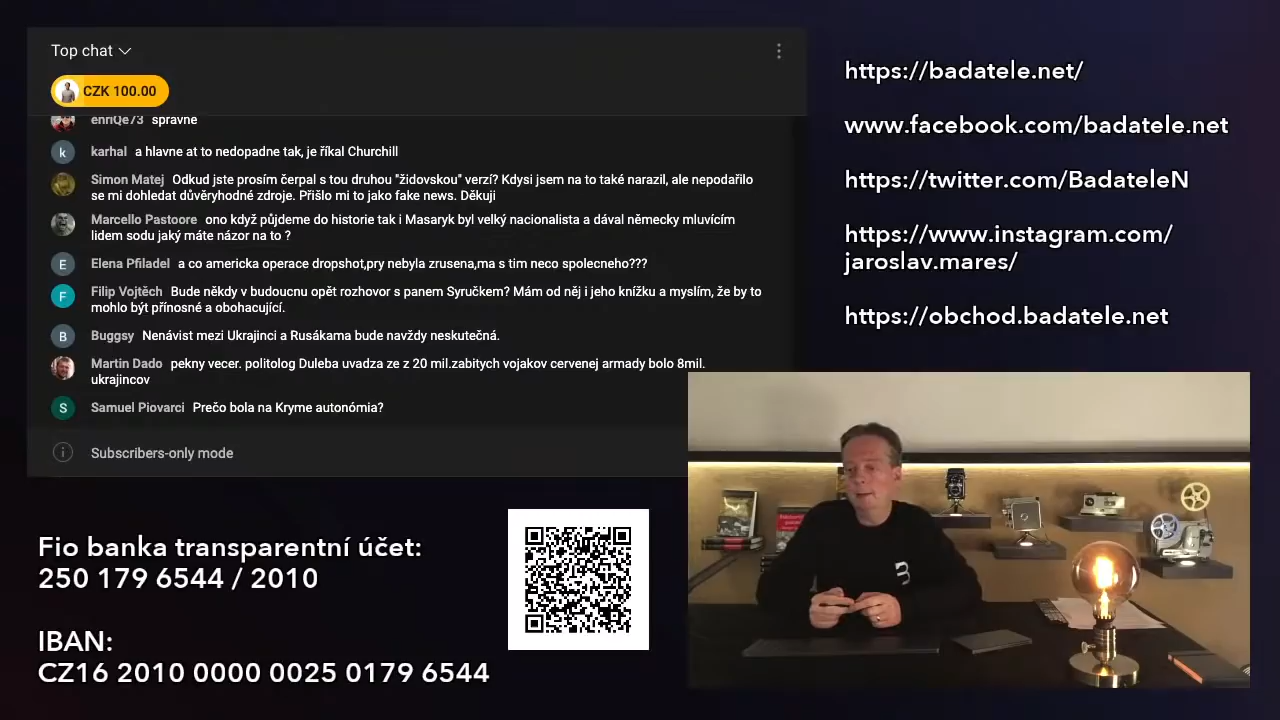 Top chat
CZK 100.00
enriQe73 správne
karhal a hlavne at to nedopadne tak, je říkal Churchill
Simon Matej Odkud jste prosím čerpal s tou druhou "židovskou" verzí? Kdysi jsem na to také narazil, ale nepodařilo
se mi dohledat důvěryhodné zdroje. Přišlo mi to jako fake news. Děkuji
Marcello Pastoore ono když půjdeme do historie tak i Masaryk byl velký nacionalista a dával německy mluvícím
lidem sodu jaký máte názor na to ?
Elena Pfiladel a co americka operace dropshot,pry nebyla zrusena,ma s tim neco spolecneho???
Filip Vojtěch Bude někdy v budoucnu opět rozhovor s panem Syručkem? Mám od něj i jeho knížku a myslím, že by to
mohlo být přínosné a obohacující.
Buggsy Nenávist mezi Ukrajinci a Rusákama bude navždy neskutečná.
Martin Dado pekny vecer. politolog Duleba uvadza ze z 20 mil.zabitych vojakov cervenej armady bolo 8mil.
ukrajincov
Samuel Piovarci Prečo bola na Kryme autonómia?
Subscribers-only mode
https://badatele.net/
www.facebook.com/badatele.net
https://twitter.com/BadateleN
https://www.instagram.com/
jaroslav.mares/
https://obchod.badatele.net
Fio banka transparentní účet:
250 179 6544 / 2010
IBAN:
CZ16 2010 0000 0025 0179 6544